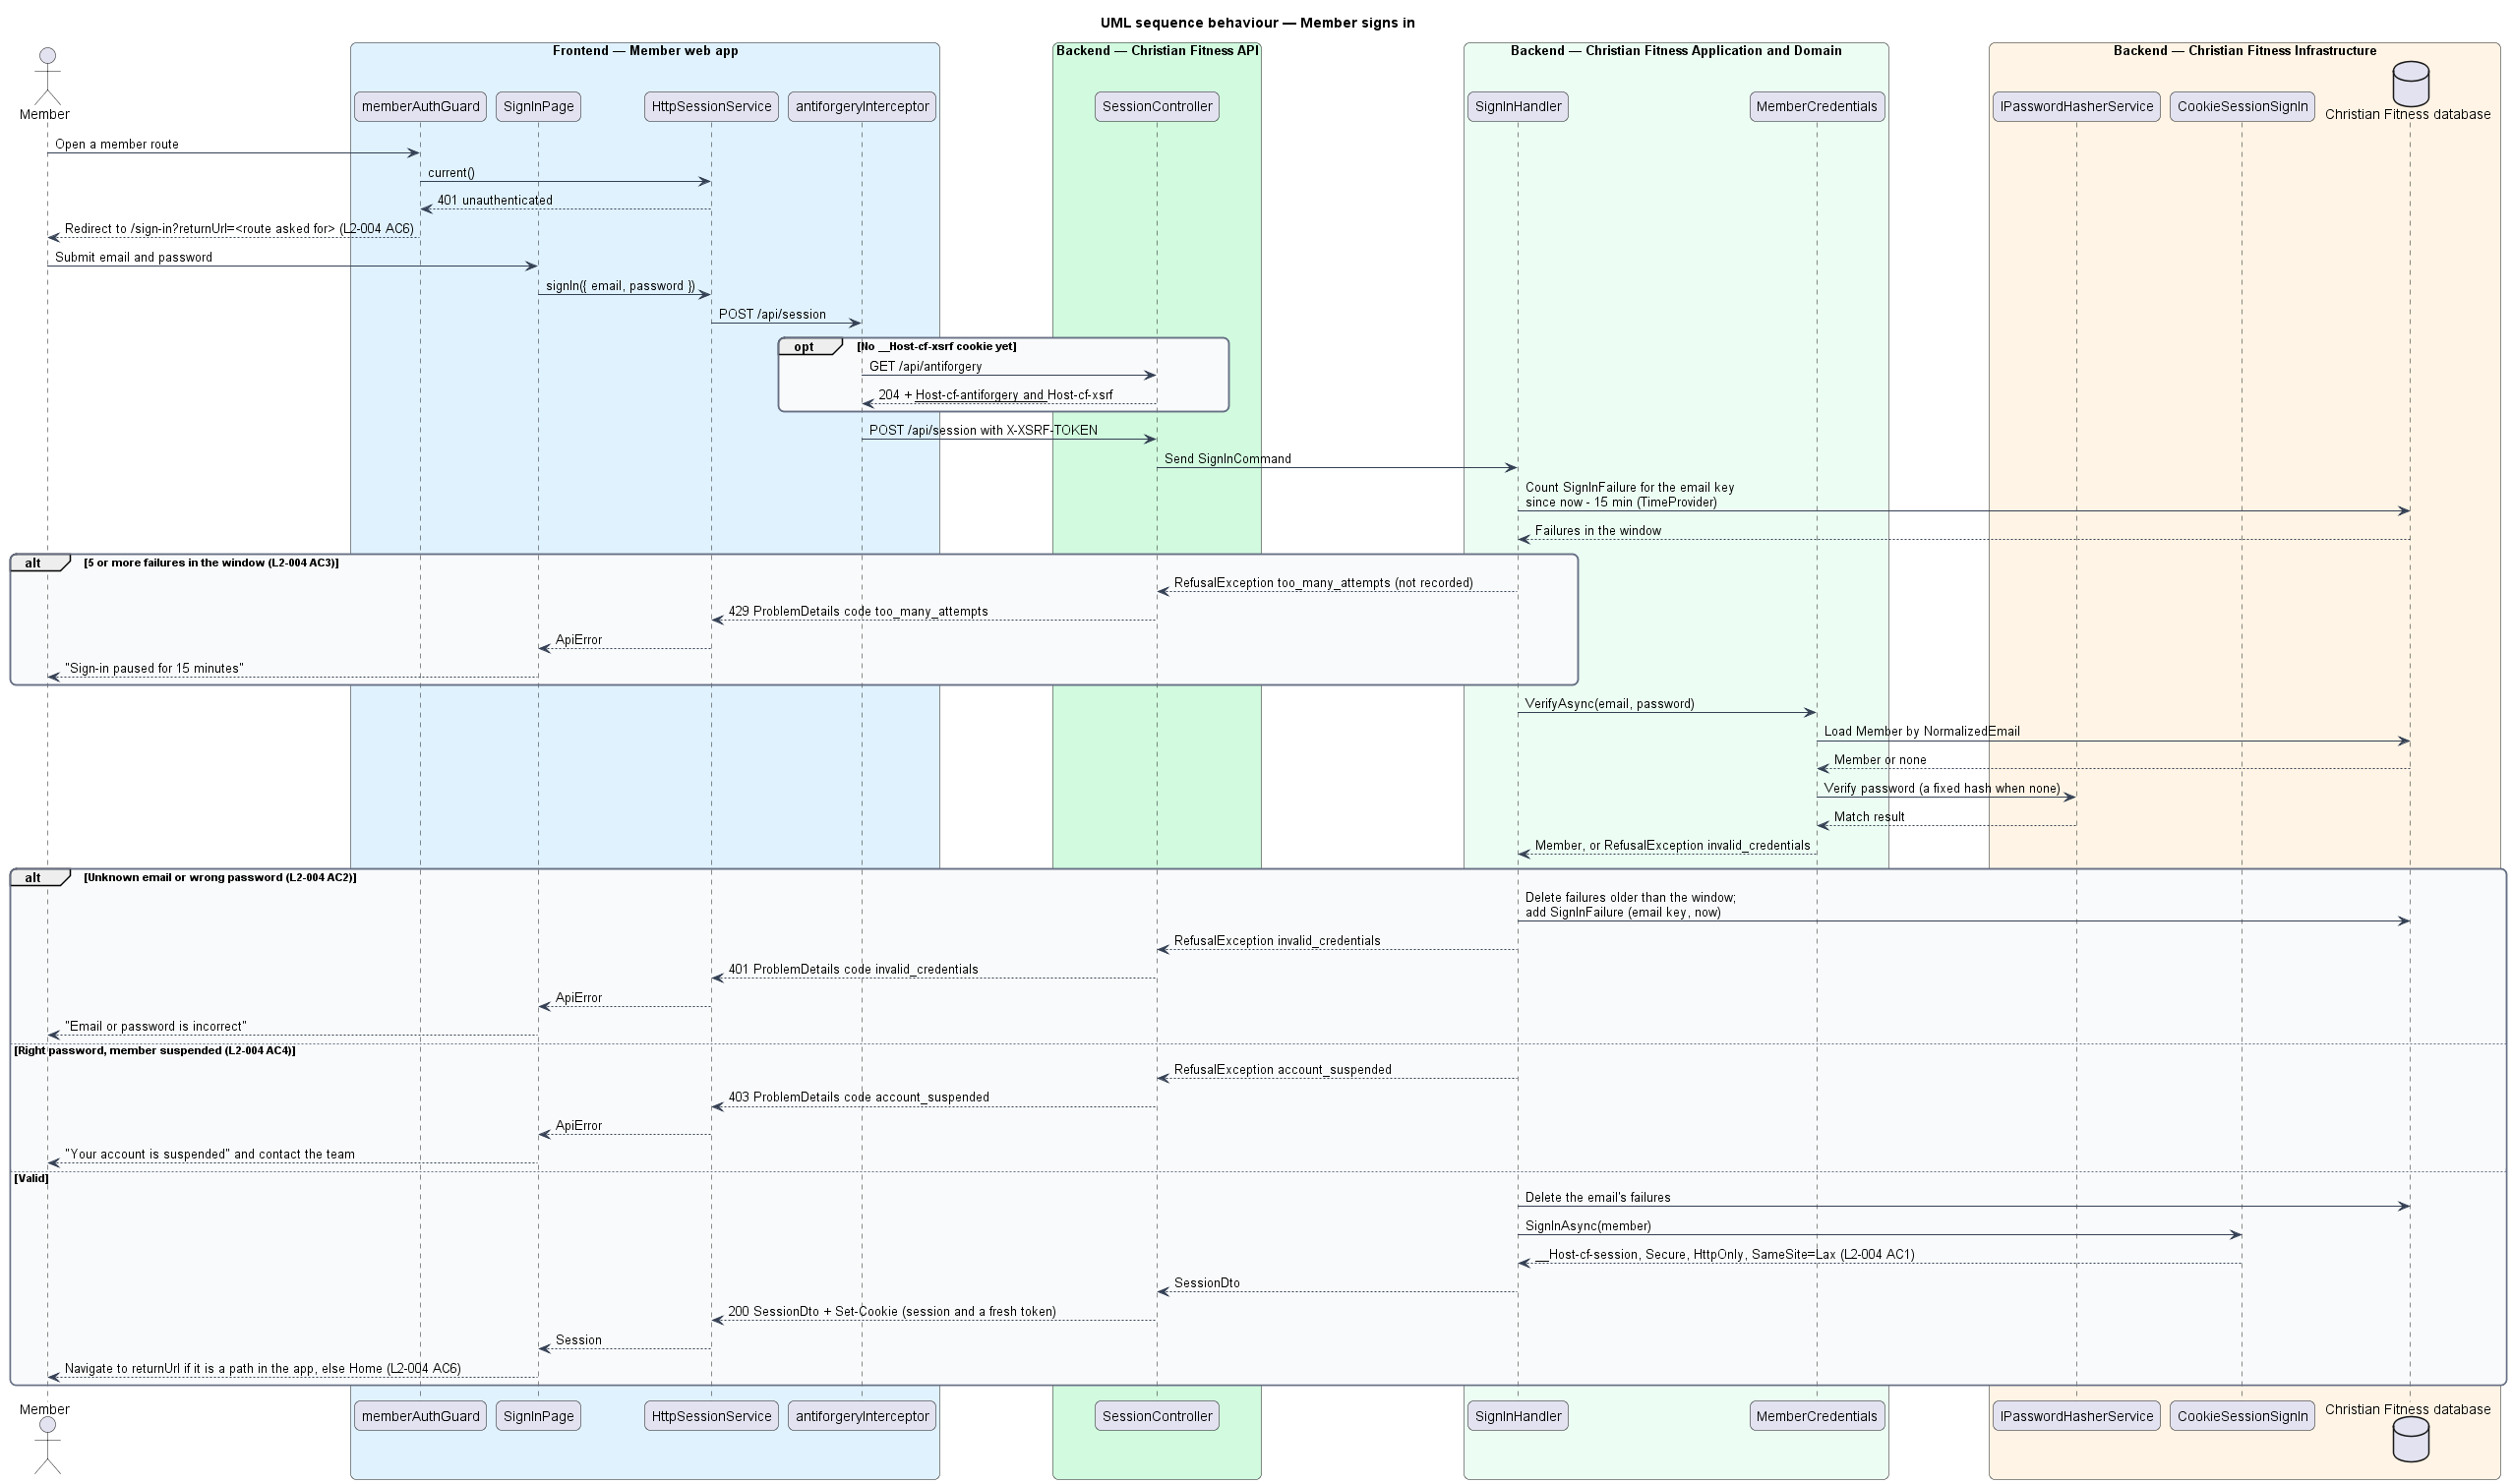 UML sequence behaviour — Member signs in
Frontend — Member web app
Backend — Christian Fitness API
Backend — Christian Fitness Application and Domain
Backend — Christian Fitness Infrastructure
Member
memberAuthGuard
SignInPage
HttpSessionService
antiforgeryInterceptor
SessionController
SignInHandler
MemberCredentials
IPasswordHasherService
CookieSessionSignIn
Christian Fitness database
Open a member route
current()
401 unauthenticated
Redirect to /sign-in?returnUrl=<route asked for> (L2-004 AC6)
Submit email and password
signIn({ email, password })
POST /api/session
opt
[No __Host-cf-xsrf cookie yet]
GET /api/antiforgery
204 + Host-cf-antiforgery and Host-cf-xsrf
POST /api/session with X-XSRF-TOKEN
Send SignInCommand
Count SignInFailure for the email key
since now - 15 min (TimeProvider)
Failures in the window
alt
[5 or more failures in the window (L2-004 AC3)]
RefusalException too_many_attempts (not recorded)
429 ProblemDetails code too_many_attempts
ApiError
"Sign-in paused for 15 minutes"
VerifyAsync(email, password)
Load Member by NormalizedEmail
Member or none
Verify password (a fixed hash when none)
Match result
Member, or RefusalException invalid_credentials
alt
[Unknown email or wrong password (L2-004 AC2)]
Delete failures older than the window;
add SignInFailure (email key, now)
RefusalException invalid_credentials
401 ProblemDetails code invalid_credentials
ApiError
"Email or password is incorrect"
[Right password, member suspended (L2-004 AC4)]
RefusalException account_suspended
403 ProblemDetails code account_suspended
ApiError
"Your account is suspended" and contact the team
[Valid]
Delete the email's failures
SignInAsync(member)
__Host-cf-session, Secure, HttpOnly, SameSite=Lax (L2-004 AC1)
SessionDto
200 SessionDto + Set-Cookie (session and a fresh token)
Session
Navigate to returnUrl if it is a path in the app, else Home (L2-004 AC6)
Member
memberAuthGuard
SignInPage
HttpSessionService
antiforgeryInterceptor
SessionController
SignInHandler
MemberCredentials
IPasswordHasherService
CookieSessionSignIn
Christian Fitness database